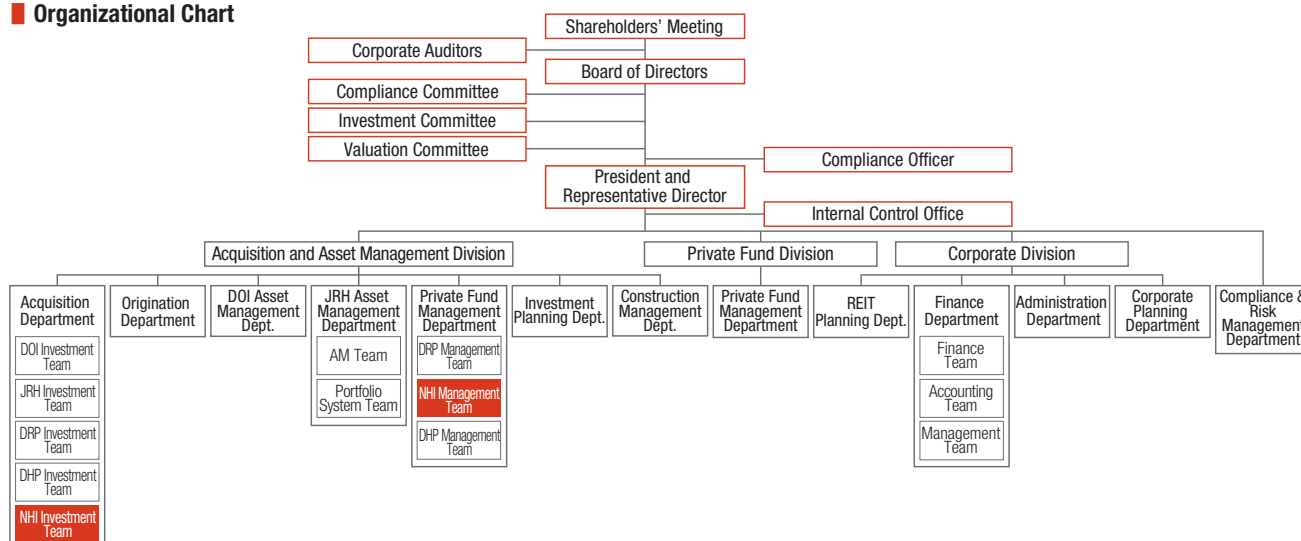 Organizational Chart
Shareholders’ Meeting
Corporate Auditors
Board of Directors
Compliance Committee
Investment Committee
Valuation Committee
Compliance Officer
President and
Representative Director
Internal Control Office
Acquisition and Asset Management Division
Private Fund Division
Corporate Division
Acquisition
Department
DOI Investment
Team
JRH Investment
Team
DRP Investment
Team
DHP Investment
Team
NHI Investment
Team
Origination
Department
DOI Asset
Management
Dept.
JRH Asset
Management
Department
AM Team
Portfolio
System Team
Private Fund
Management
Department
DRP Management
Team
NHI Management
Team
DHP Management
Team
Investment
Planning Dept.
Construction
Management
Dept.
Private Fund
Management
Department
REIT
Planning Dept.
Finance
Department
Finance
Team
Accounting
Team
Management
Team
Administration
Department
Corporate
Planning
Department
Compliance &
Risk
Management
Department